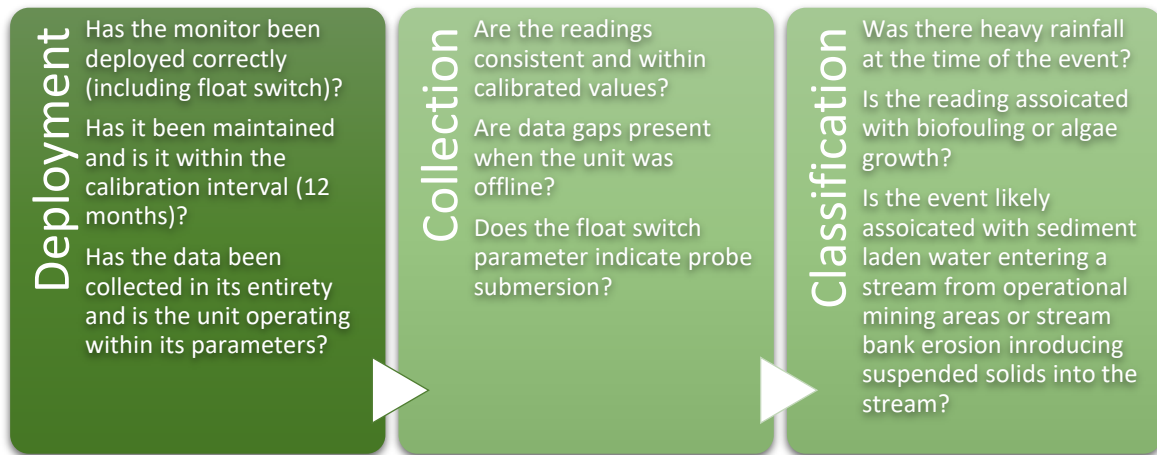 Deployment
Has the monitor been
deployed correctly
(including float switch)?
Has it been maintained
and is it within the
calibration interval (12
months)?
Has the data been
collected in its entirety
and is the unit operating
within its parameters?
Collection
Are the readings
consistent and within
calibrated values?
Are data gaps present
when the unit was
offline?
Does the float switch
parameter indicate probe
submersion?
Classification
Was there heavy rainfall
at the time of the event?
Is the reading assoicated
with biofouling or algae
growth?
Is the event likely
assoicated with sediment
laden water entering a
stream from operational
mining areas or stream
bank erosion inroducing
suspended solids into the
stream?